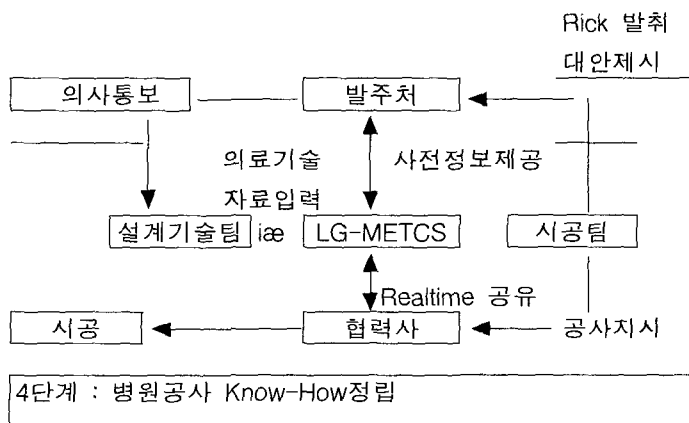 Rick 발취
대안제시
의사통보
발주처
의료기술
자료입력
사전정보제공
설계기술팀 iæ LG-METCS 시공팀
Realtime 공유
시공
협력사
공사지시
4단계 : 병원공사 Know-How정립